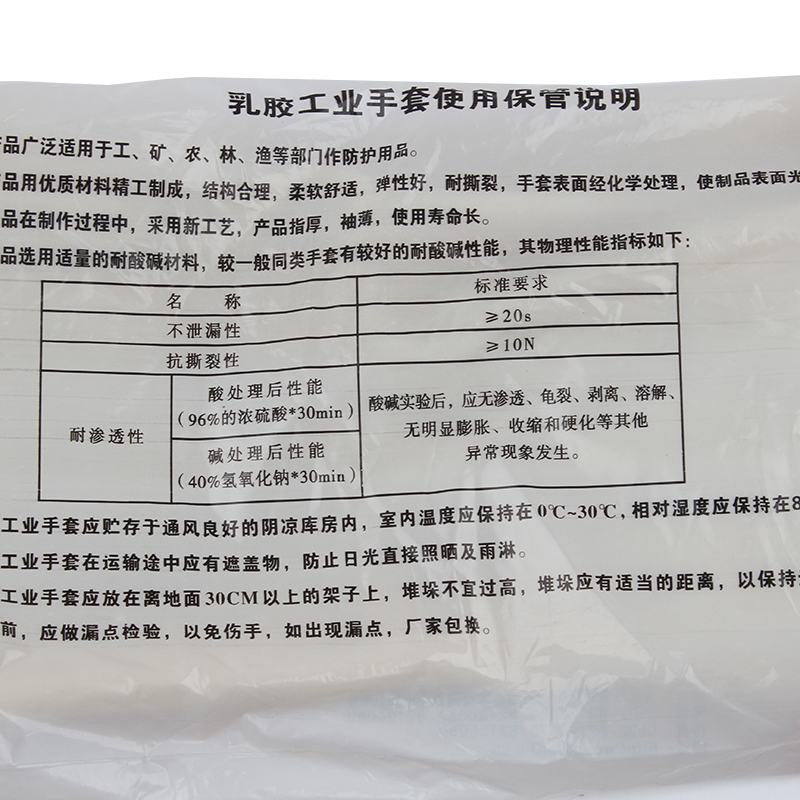 乳胶工业手套使用保管说明
品广泛适用于工、矿、农、林、渔等部门作防护用品。
品用优质材料精工制成，结构合理，柔软舒适，弹性好，耐撕裂，手套表面经化学处理，使制品表面光
品在制作过程中，采用新工艺，产品指厚，袖薄，使用寿命长。
品选用适量的耐酸碱材料，较一般同类手套有较好的耐酸碱性能，其物理性能指标如下：
名 称 标准要求
不泄漏性 ≥20s
抗撕裂性 ≥10N
耐渗透性
酸处理后性能
（96%的浓硫酸*30min）
碱处理后性能
（40%氢氧化钠*30min）
酸碱实验后，应无渗透、龟裂、剥离、溶解、
无明显膨胀、收缩和硬化等其他
异常现象发生。
工业手套应贮存于通风良好的阴凉库房内，室内温度应保持在0℃~30℃，相对湿度应保持在8
工业手套在运输途中应有遮盖物，防止日光直接照晒及雨淋。
工业手套应放在离地面30CM以上的架子上，堆垛不宜过高，堆垛应有适当的距离，以保持
前，应做漏点检验，以免伤手，如出现漏点，厂家包换。